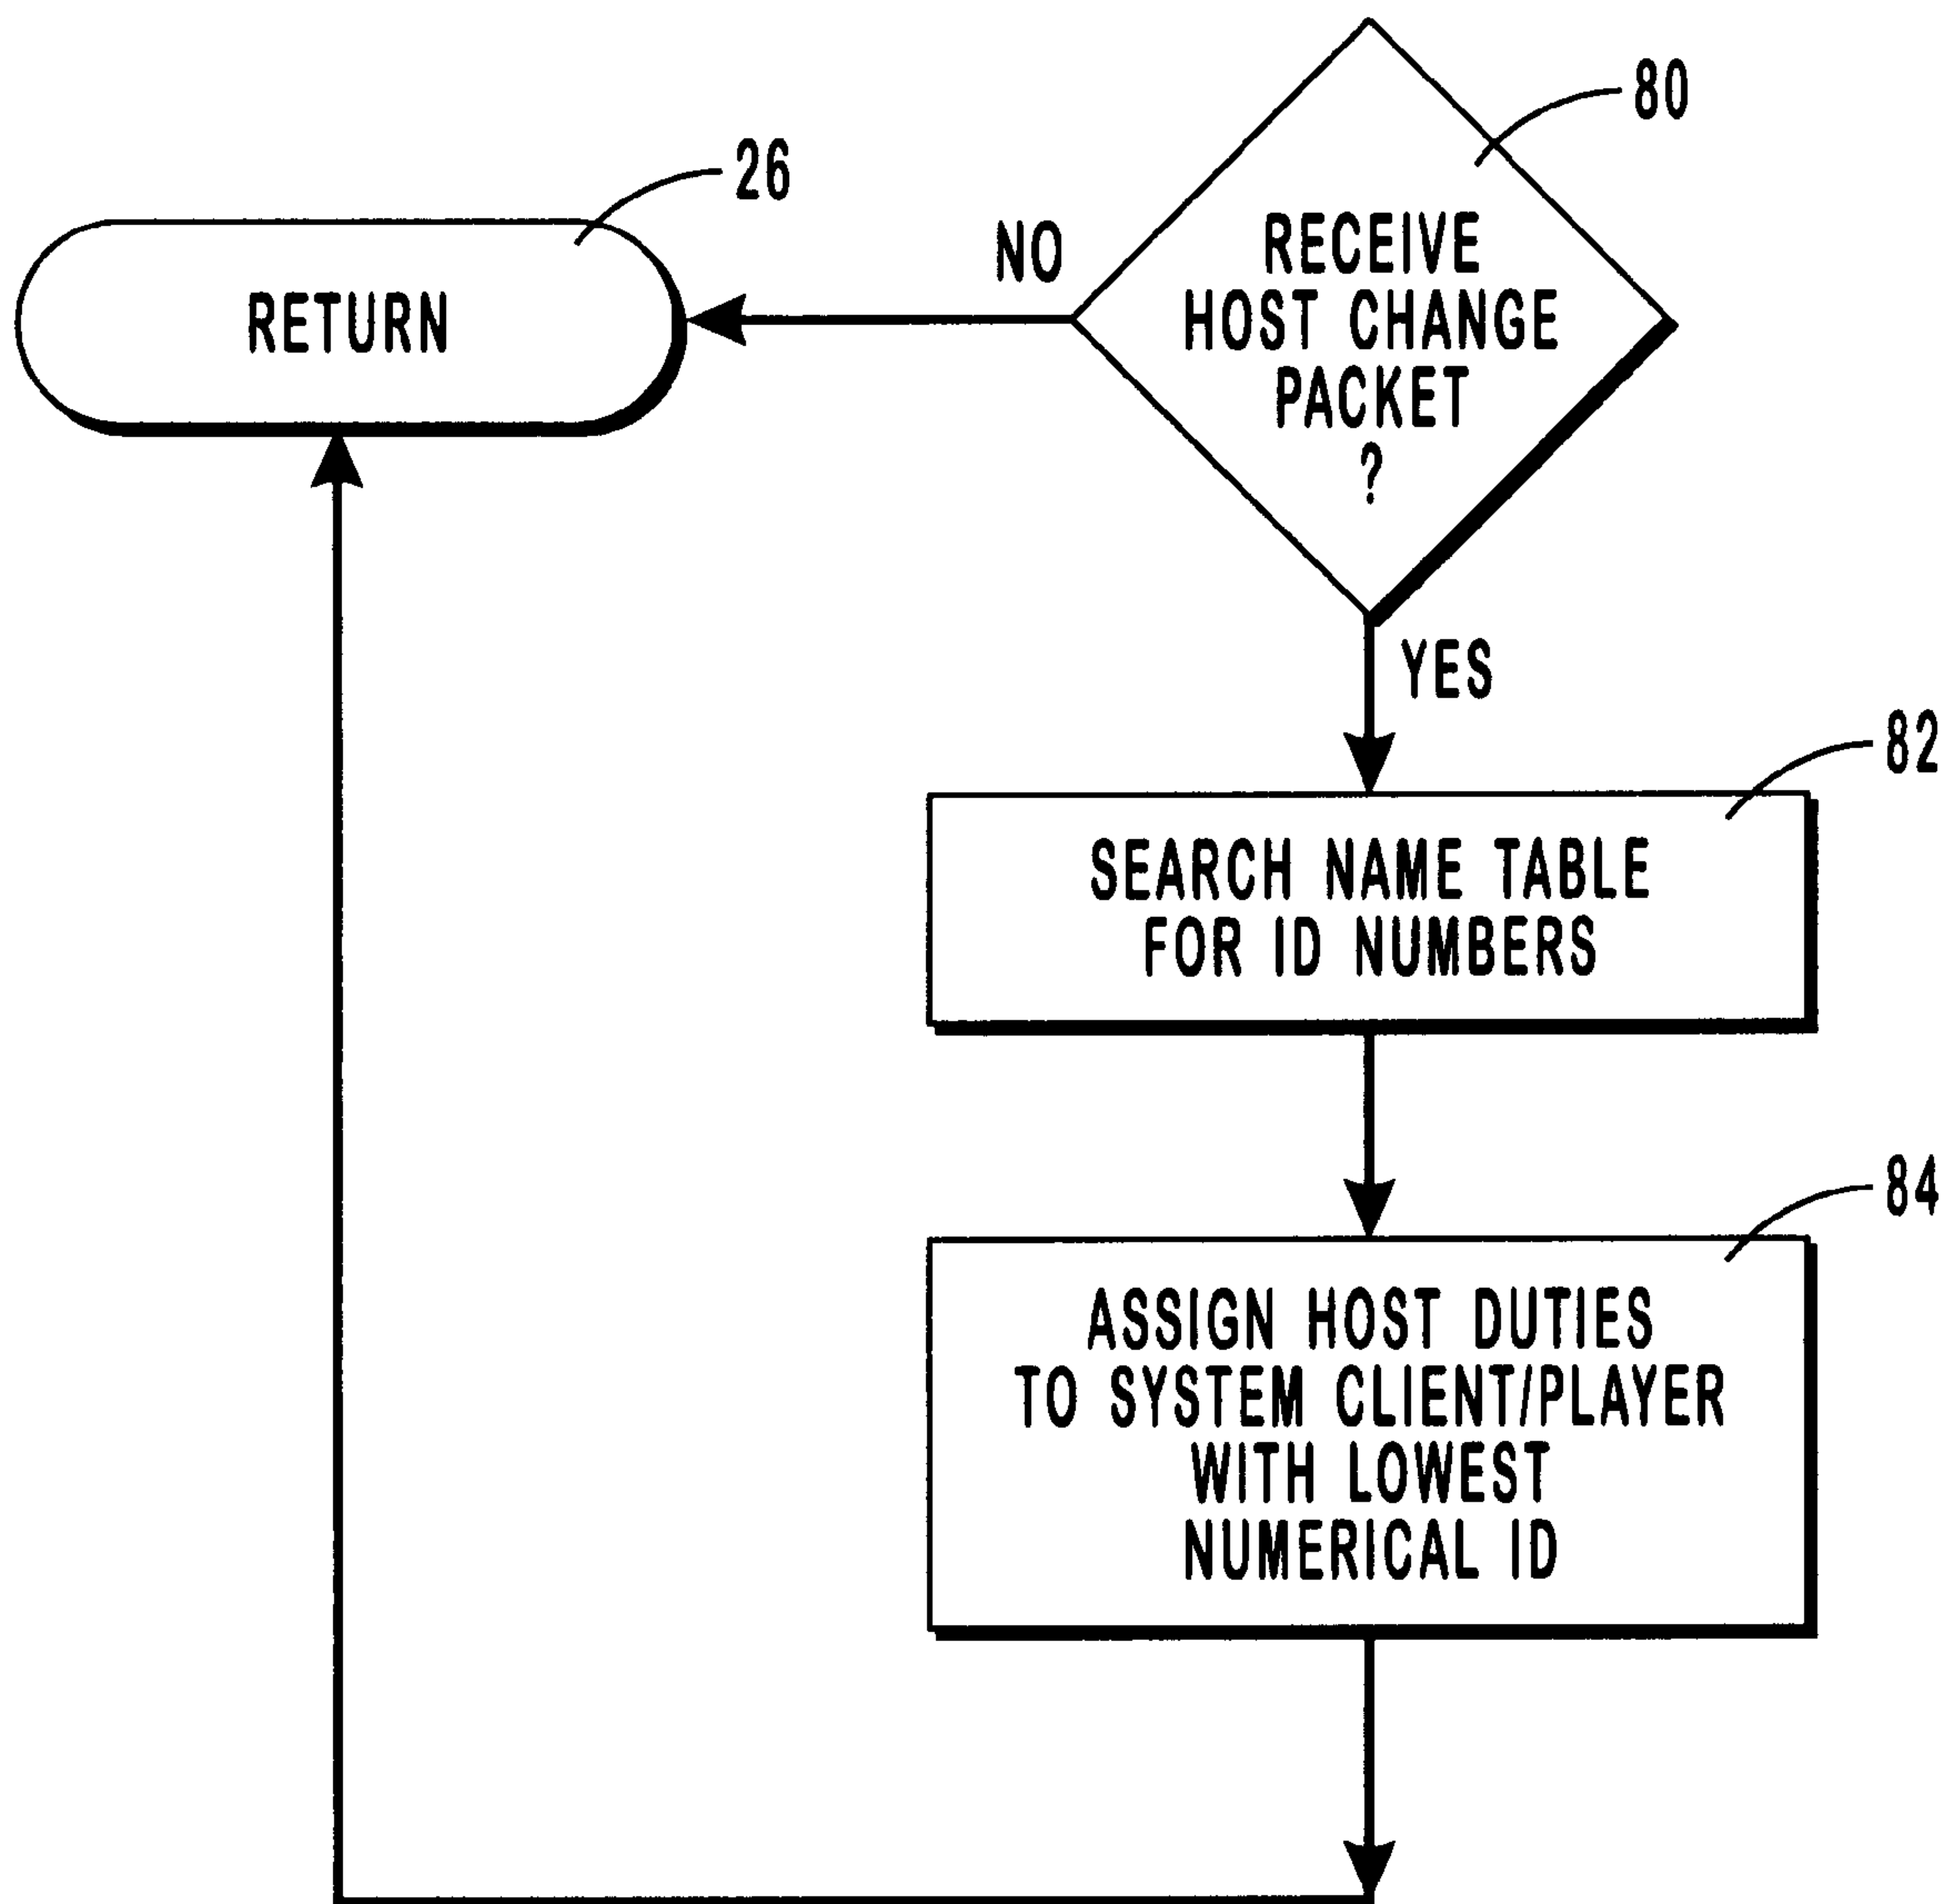 80
26
RECEIVE
HOST CHANGE
PACKET
?
NO
RETURN
YES
82
SEARCH NAME TABLE
FOR ID NUMBERS
84
ASSIGN HOST DUTIES
TO SYSTEM CLIENT/PLAYER
WITH LOWEST
NUMERICAL ID